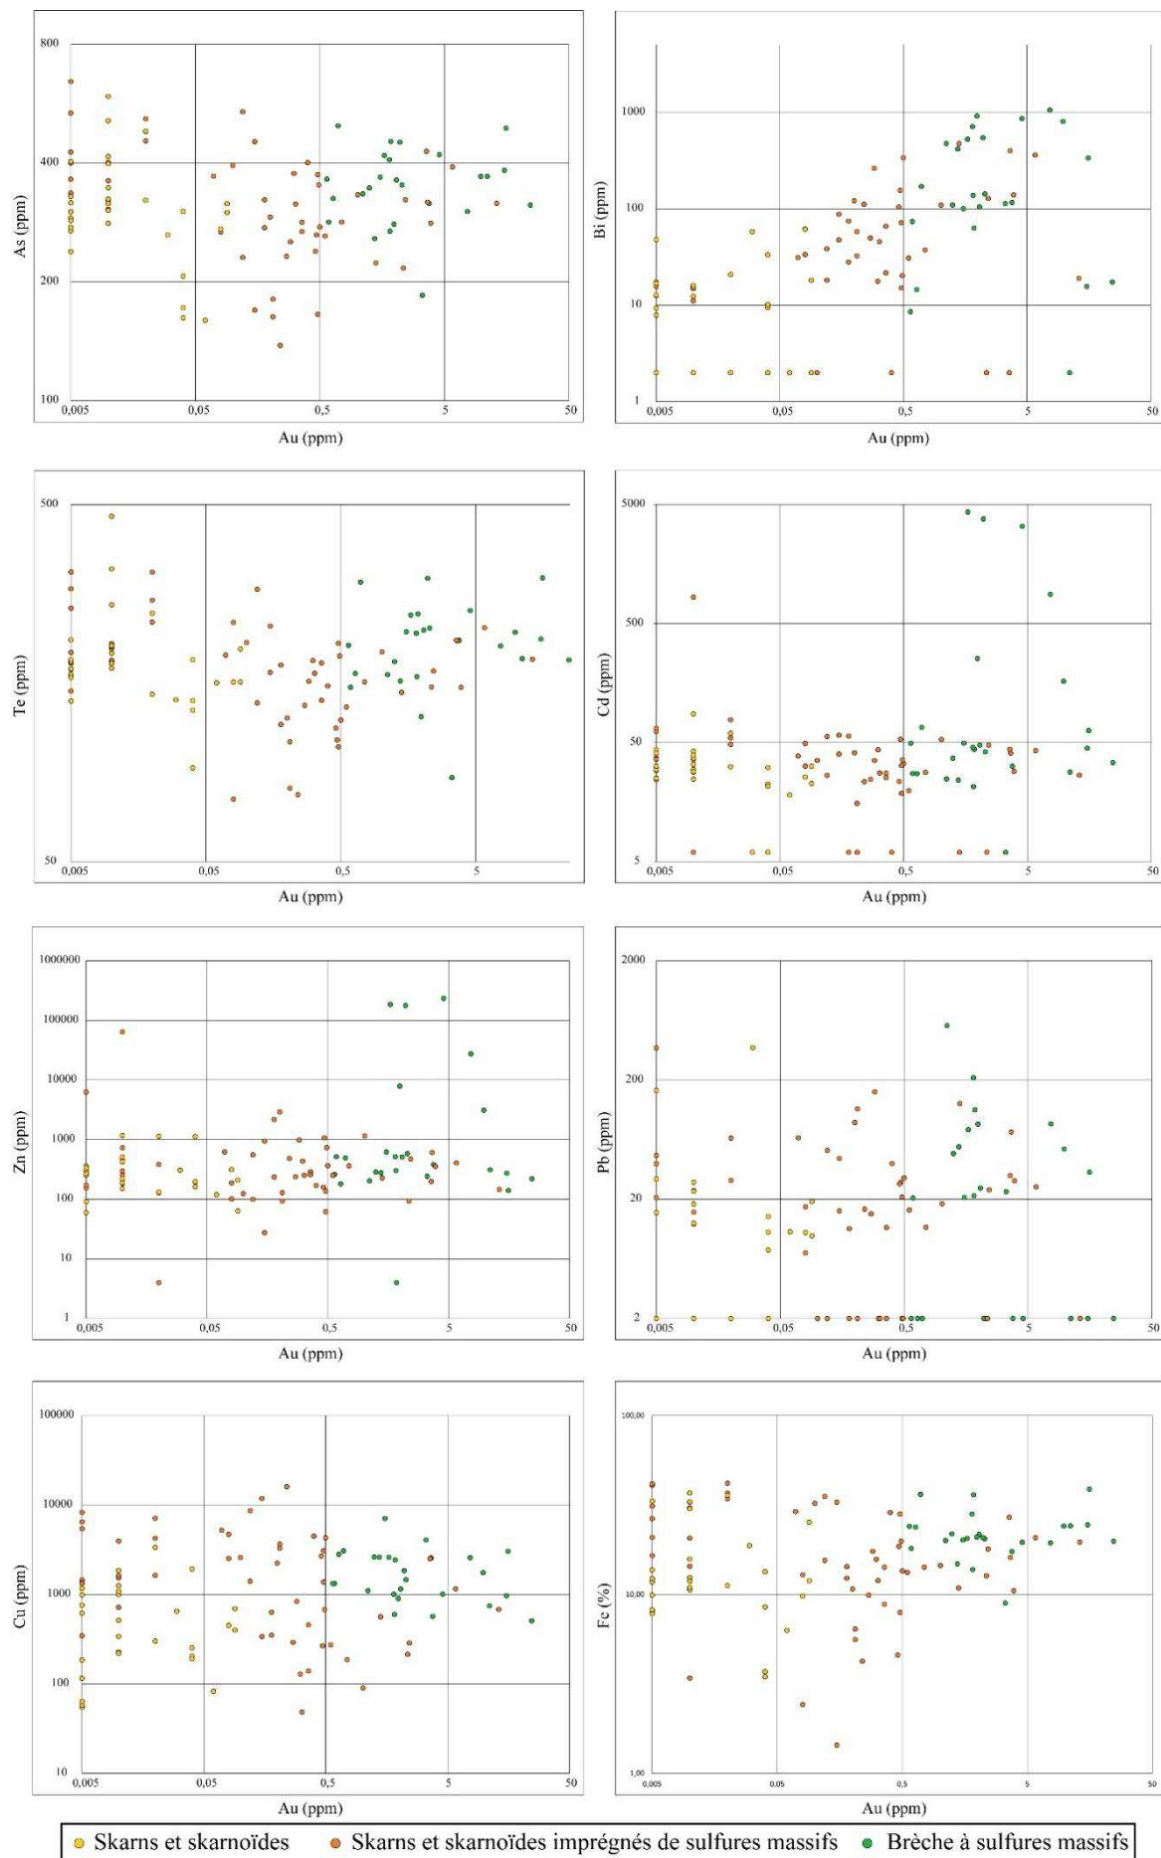 800
400
200
100
As (ppm)
0,005 0,05 0,5 5 50
Au (ppm)
1000
100
10
1
Bi (ppm)
0,005 0,05 0,5 5 50
Au (ppm)
500
50
Te (ppm)
0,005 0,05 0,5 5
Au (ppm)
5000
500
50
5
Cd (ppm)
0,005 0,05 0,5 5 50
Au (ppm)
1000000
100000
10000
1000
100
10
1
Zn (ppm)
0,005 0,05 0,5 5 50
Au (ppm)
2000
200
20
2
Pb (ppm)
0,005 0,05 0,5 5 50
Au (ppm)
100000
10000
1000
100
10
Cu (ppm)
0,005 0,05 0,5 5 50
Au (ppm)
100,00
10,00
1,00
Fe (%)
0,005 0,05 0,5 5 50
Au (ppm)
Skarns et skarnoïdes Skarns et skarnoïdes imprégnés de sulfures massifs Brèche à sulfures massifs